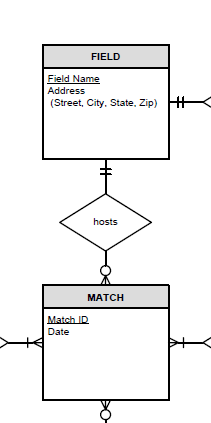 FIELD
Field Name
Address
(Street, City, State, Zip)
hosts
MATCH
Match ID
Date